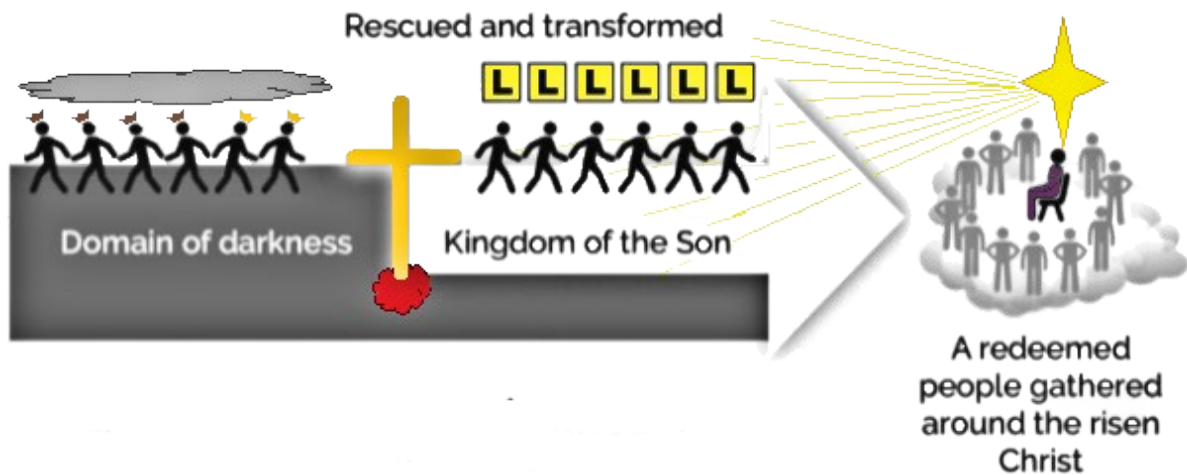 Rescued and transformed
L L L L L L
Domain of darkness
Kingdom of the Son
A redeemed
people gathered
around the risen
Christ